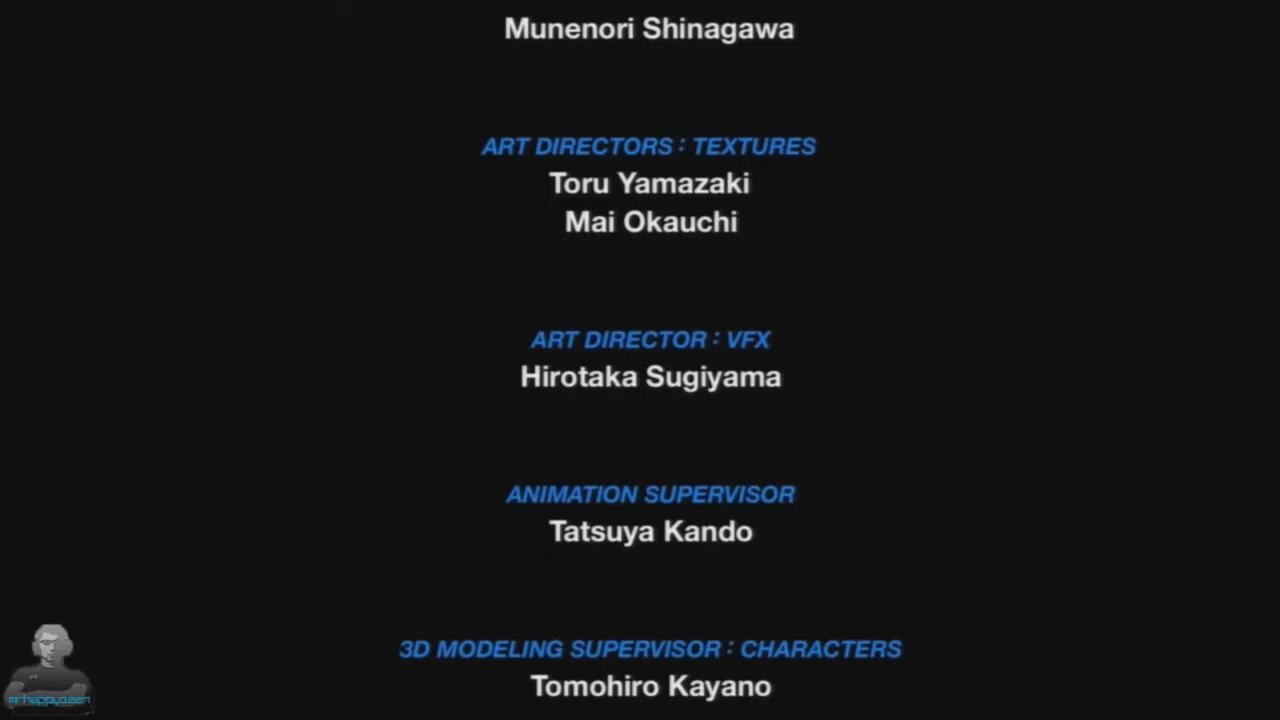 Munenori Shinagawa
ART DIRECTORS : TEXTURES
Toru Yamazaki
Mai Okauchi
ART DIRECTOR : VFX
Hirotaka Sugiyama
ANIMATION SUPERVISOR
Tatsuya Kando
3D MODELING SUPERVISOR : CHARACTERS
Tomohiro Kayano